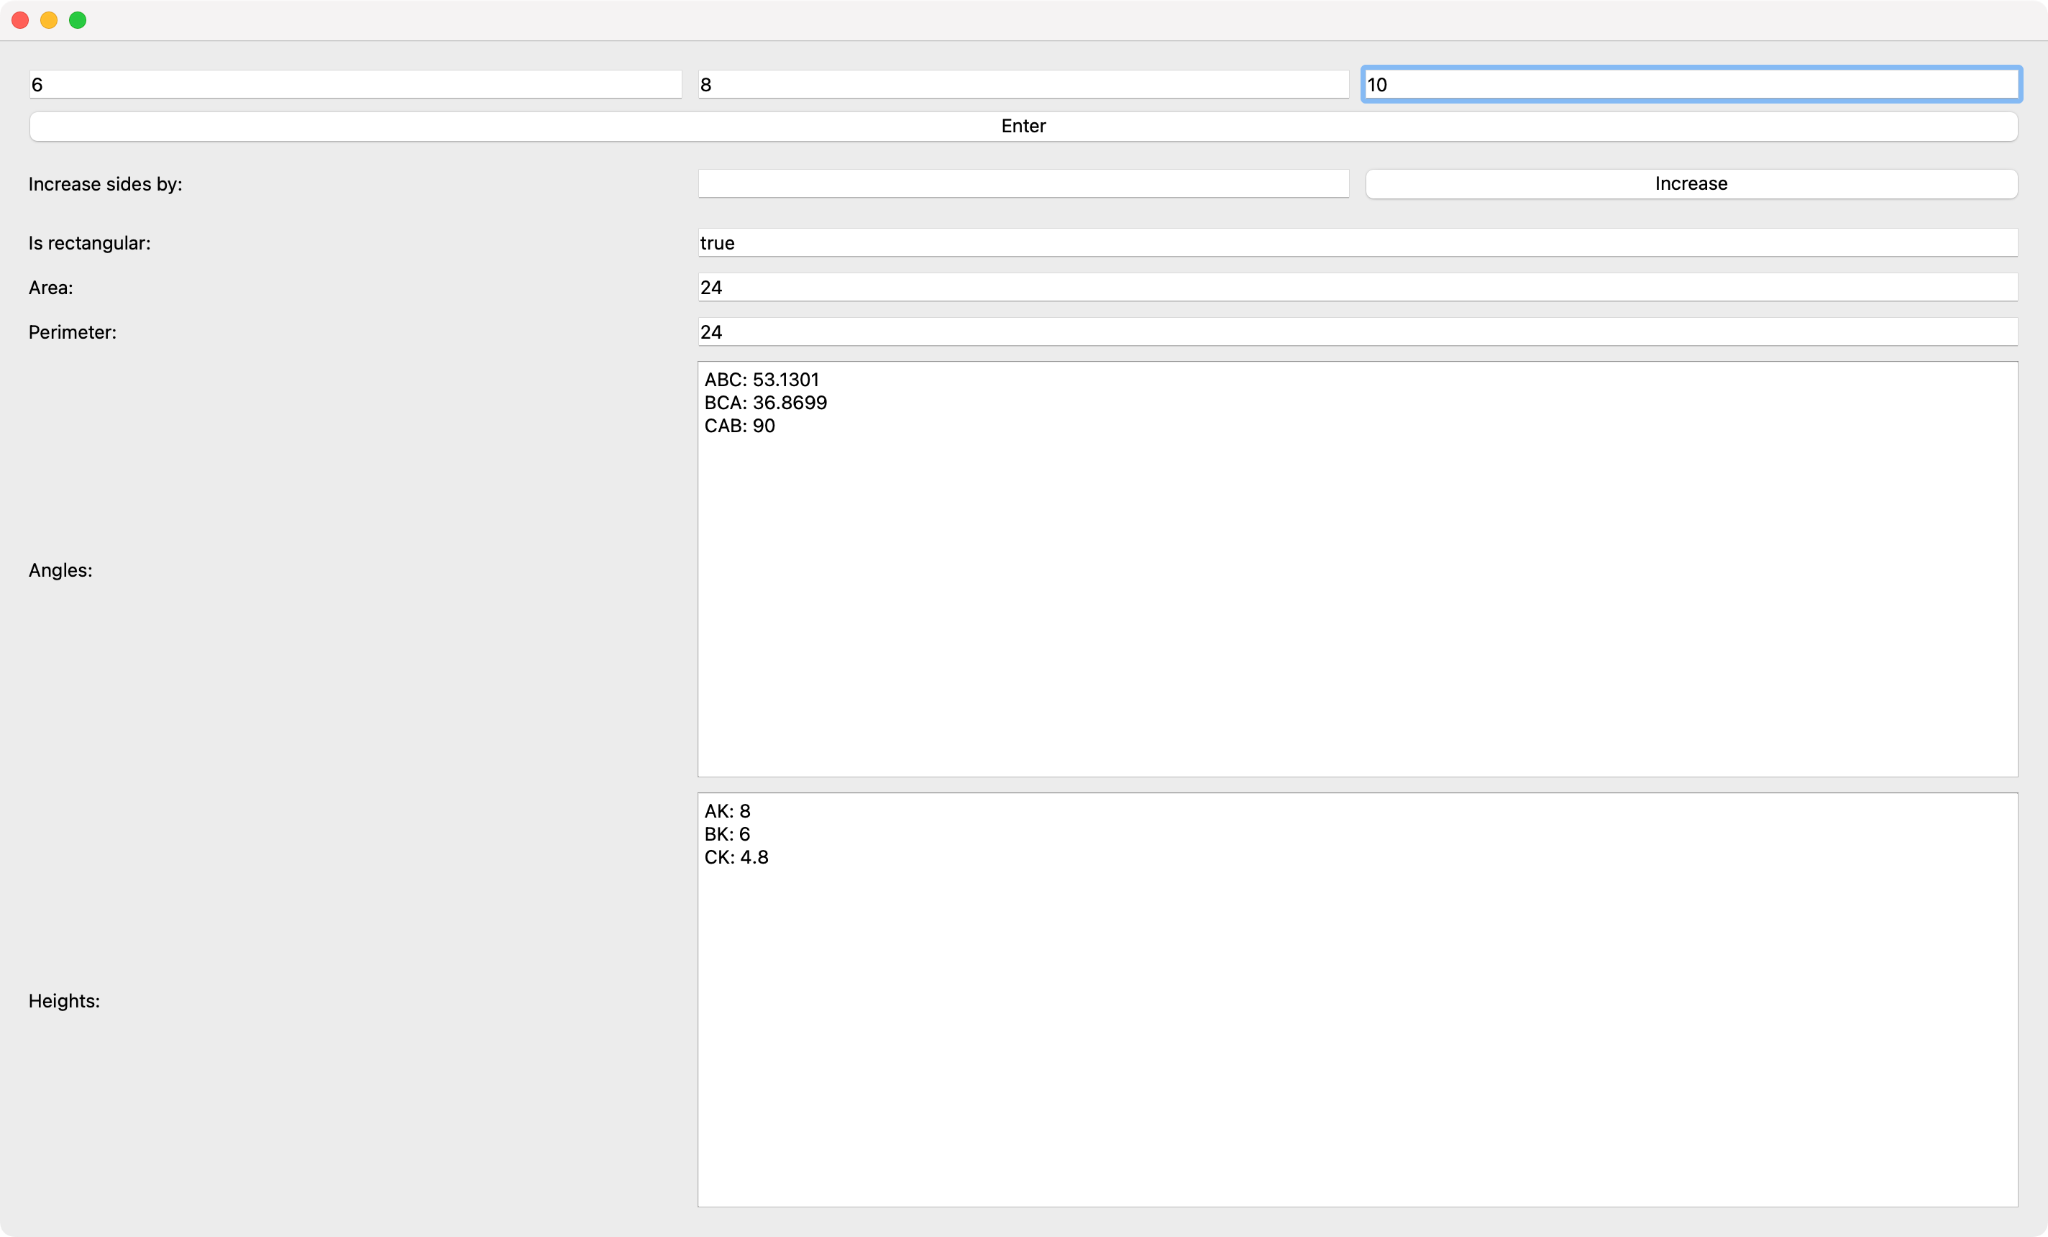 6 8 10
Enter
Increase sides by: Increase
Is rectangular: true
Area: 24
Perimeter: 24
ABC: 53.1301
BCA: 36.8699
CAB: 90
Angles:
AK: 8
BK: 6
CK: 4.8
Heights: